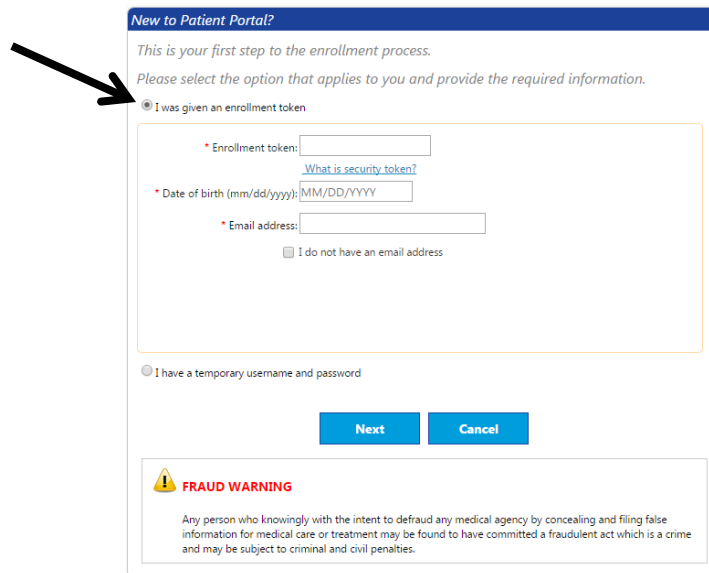 New to Patient Portal?
This is your first step to the enrollment process.
Please select the option that applies to you and provide the required information.
I was given an enrollment token
* Enrollment token:
What is security token?
* Date of birth (mm/dd/yyyy): MM/DD/YYYY
* Email address:
I do not have an email address
I have a temporary username and password
Next Cancel
FRAUD WARNING
Any person who knowingly with the intent to defraud any medical agency by concealing and filing false
information for medical care or treatment may be found to have committed a fraudulent act which is a crime
and may be subject to criminal and civil penalties.